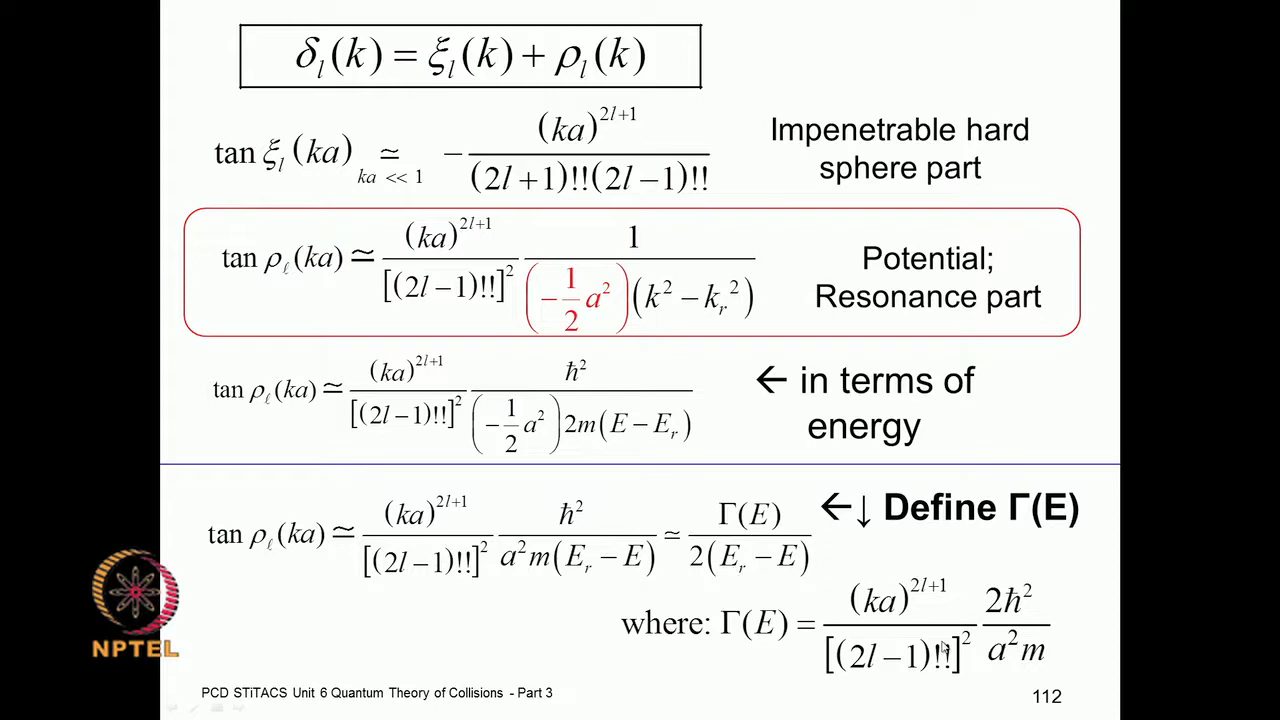 δ_l(k) = ξ_l(k) + ρ_l(k)
tan ξ_l(ka) ≃_{ka << 1} − (ka)^{2l+1} / ((2l+1)!!(2l−1)!!)
Impenetrable hard
sphere part
tan ρ_ℓ(ka) ≃ (ka)^{2l+1} / [(2l−1)!!]^2 1 / ((−1/2 a^2)(k^2 − k_r^2))
Potential;
Resonance part
tan ρ_ℓ(ka) ≃ (ka)^{2l+1} / [(2l−1)!!]^2 ħ^2 / ((−1/2 a^2)2m(E − E_r))
← in terms of
energy
←↓ Define Γ(E)
tan ρ_ℓ(ka) ≃ (ka)^{2l+1} / [(2l−1)!!]^2 ħ^2 / (a^2m(E_r − E)) ≃ Γ(E) / (2(E_r − E))
where: Γ(E) = (ka)^{2l+1} / [(2l−1)!!]^2 2ħ^2 / (a^2m)
NPTEL
PCD STiTACS Unit 6 Quantum Theory of Collisions - Part 3
112